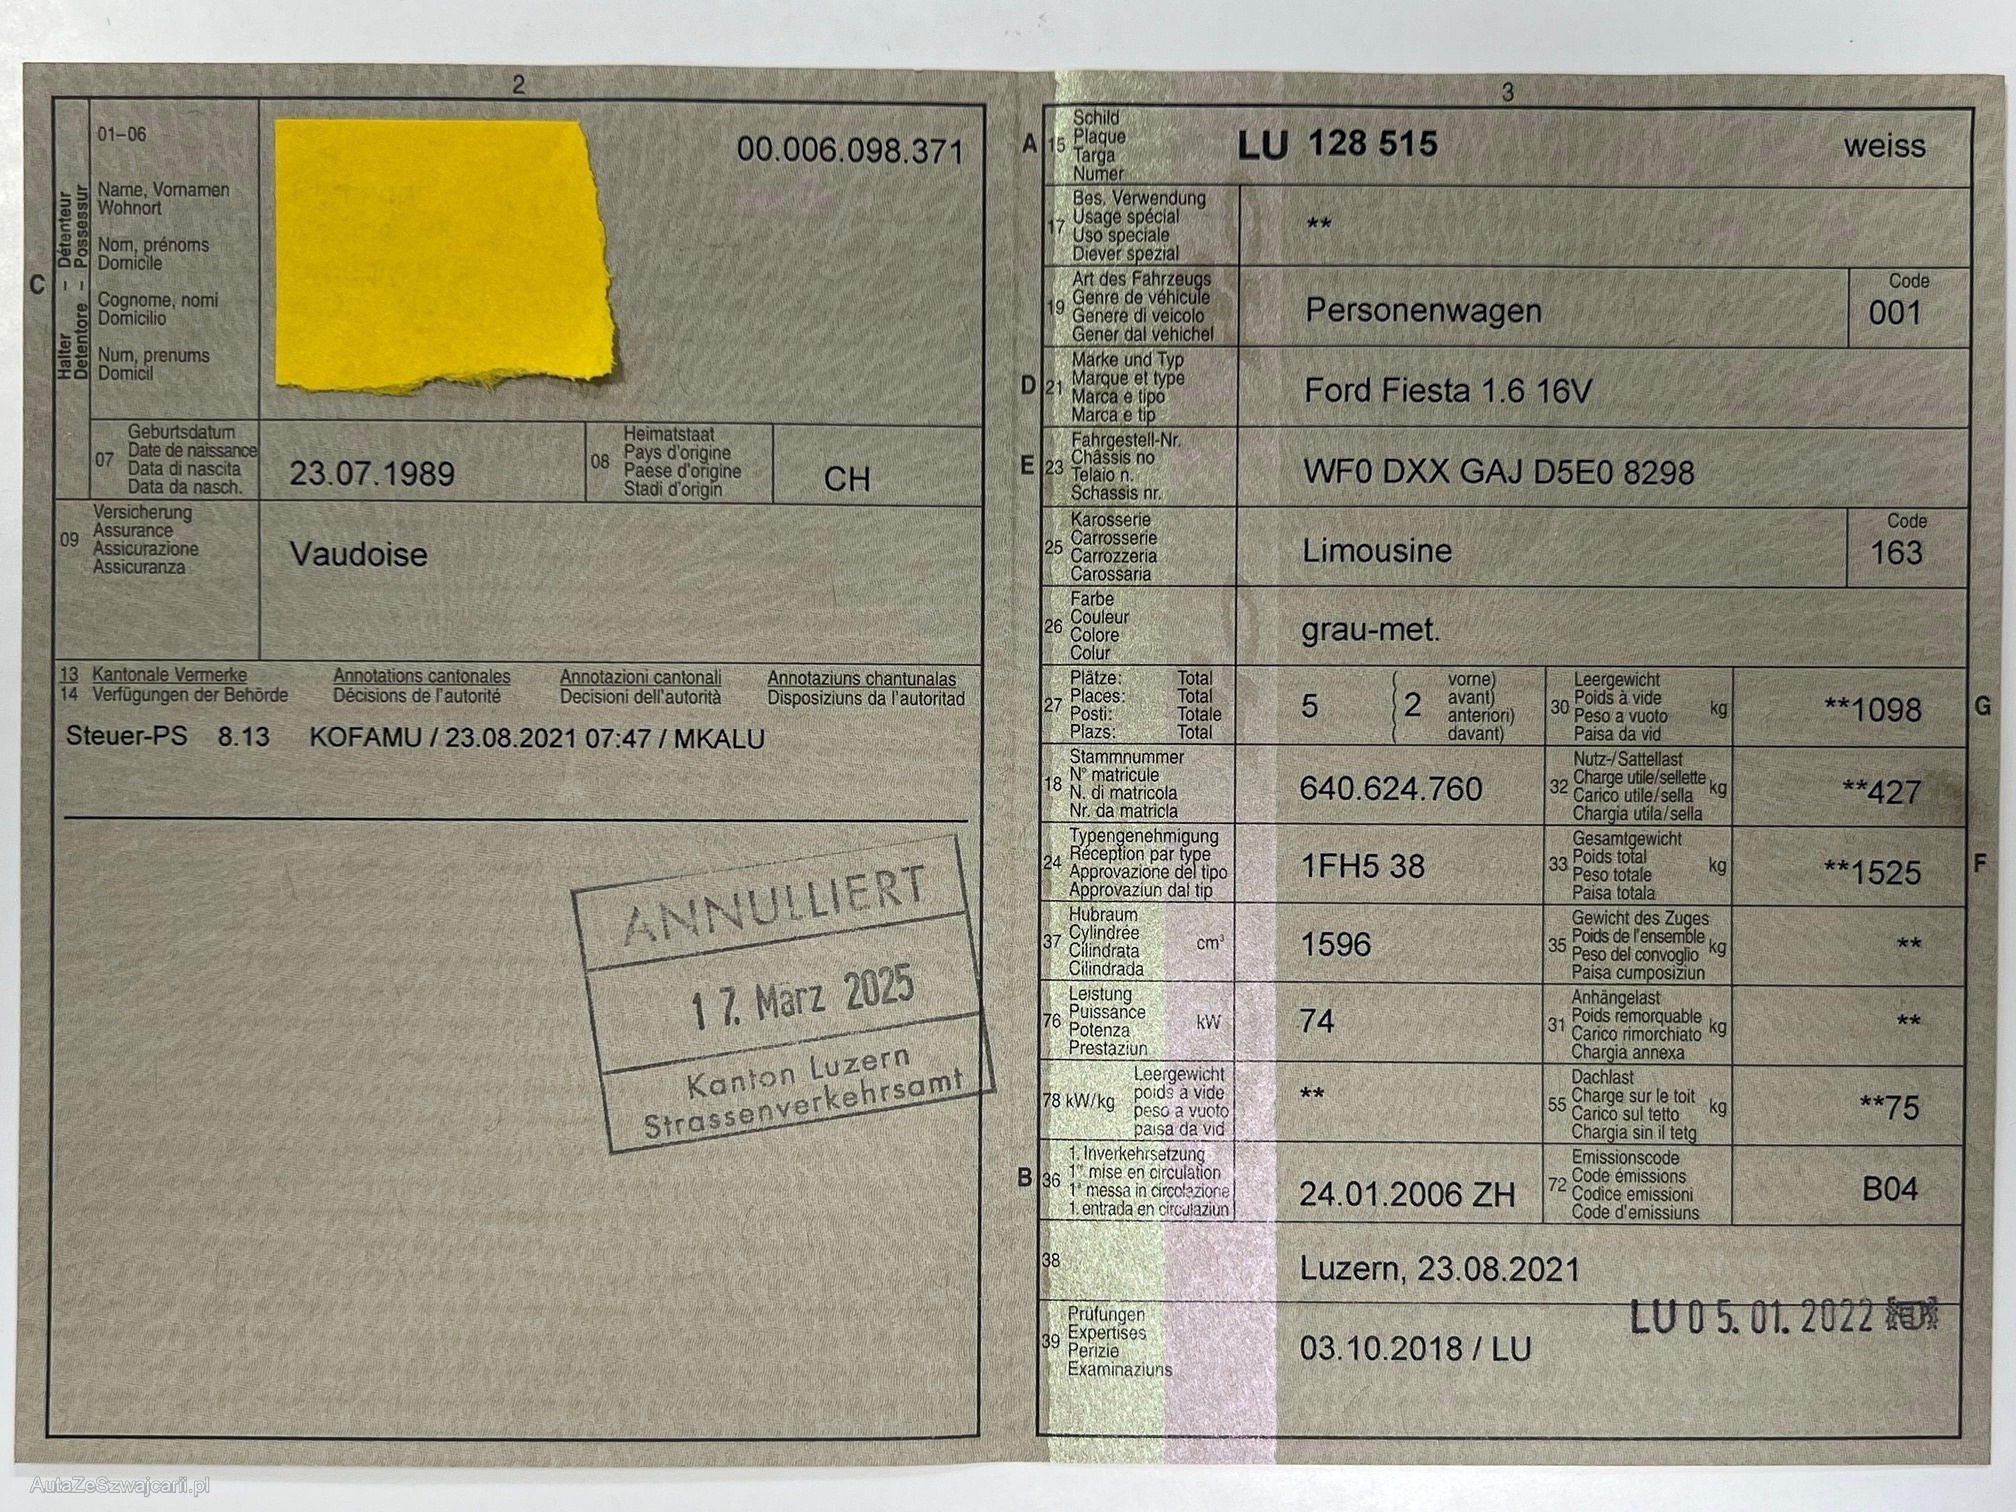 2
01–06
00.006.098.371
Halter – Détenteur
Detentore – Possessur
Name, Vornamen
Wohnort
Nom, prénoms
Domicile
C
Cognome, nomi
Domicilio
Num, prenums
Domicil
07
Geburtsdatum
Date de naissance
Data di nascita
Data da nasch.
23.07.1989
08
Heimatstaat
Pays d'origine
Paese d'origine
Stadi d'origin
CH
09
Versicherung
Assurance
Assicurazione
Assicuranza
Vaudoise
13 Kantonale Vermerke Annotations cantonales Annotazioni cantonali Annotaziuns chantunalas
14 Verfügungen der Behörde Décisions de l'autorité Decisioni dell'autorità Disposiziuns da l'autoritad
Steuer-PS 8.13 KOFAMU / 23.08.2021 07:47 / MKALU
ANNULLIERT
17. März 2025
Kanton Luzern
Strassenverkehrsamt
3
A 15
Schild
Plaque
Targa
Numer
LU 128 515 weiss
17
Bes. Verwendung
Usage spécial
Uso speciale
Diever spezial
**
19
Art des Fahrzeugs
Genre de véhicule
Genere di veicolo
Gener dal vehichel
Personenwagen
Code
001
D 21
Marke und Typ
Marque et type
Marca e tipo
Marca e tip
Ford Fiesta 1.6 16V
E 23
Fahrgestell-Nr.
Châssis no
Telaio n.
Schassis nr.
WF0 DXX GAJ D5E0 8298
25
Karosserie
Carrosserie
Carrozzeria
Carossaria
Limousine
Code
163
26
Farbe
Couleur
Colore
Colur
grau-met.
27
Plätze: Total
Places: Total
Posti: Totale
Plazs: Total
5
2
vorne)
avant)
anteriori)
davant)
30
Leergewicht
Poids à vide
Peso a vuoto
Paisa da vid
kg
**1098
G
18
Stammnummer
N° matricule
N. di matricola
Nr. da matricla
640.624.760
32
Nutz-/Sattellast
Charge utile/sellette
Carico utile/sella
Chargia utila/sella
kg
**427
24
Typengenehmigung
Réception par type
Approvazione del tipo
Approvaziun dal tip
1FH5 38
33
Gesamtgewicht
Poids total
Peso totale
Paisa totala
kg
**1525
F
37
Hubraum
Cylindrée
Cilindrata
Cilindrada
cm³
1596
35
Gewicht des Zuges
Poids de l'ensemble
Peso del convoglio
Paisa cumposiziun
kg
**
76
Leistung
Puissance
Potenza
Prestaziun
kW
74
31
Anhängelast
Poids remorquable
Carico rimorchiato
Chargia annexa
kg
**
78 kW/kg
Leergewicht
poids à vide
peso a vuoto
paisa da vid
**
55
Dachlast
Charge sur le toit
Carico sul tetto
Chargia sin il tetg
kg
**75
B 36
1. Inverkehrsetzung
1re mise en circulation
1a messa in circolazione
1. entrada en circulaziun
24.01.2006 ZH
72
Emissionscode
Code émissions
Codice emissioni
Code d'emissiuns
B04
38
Luzern, 23.08.2021
LU 05.01.2022
39
Prüfungen
Expertises
Perizie
Examinaziuns
03.10.2018 / LU
AutaZeSzwajcarii.pl